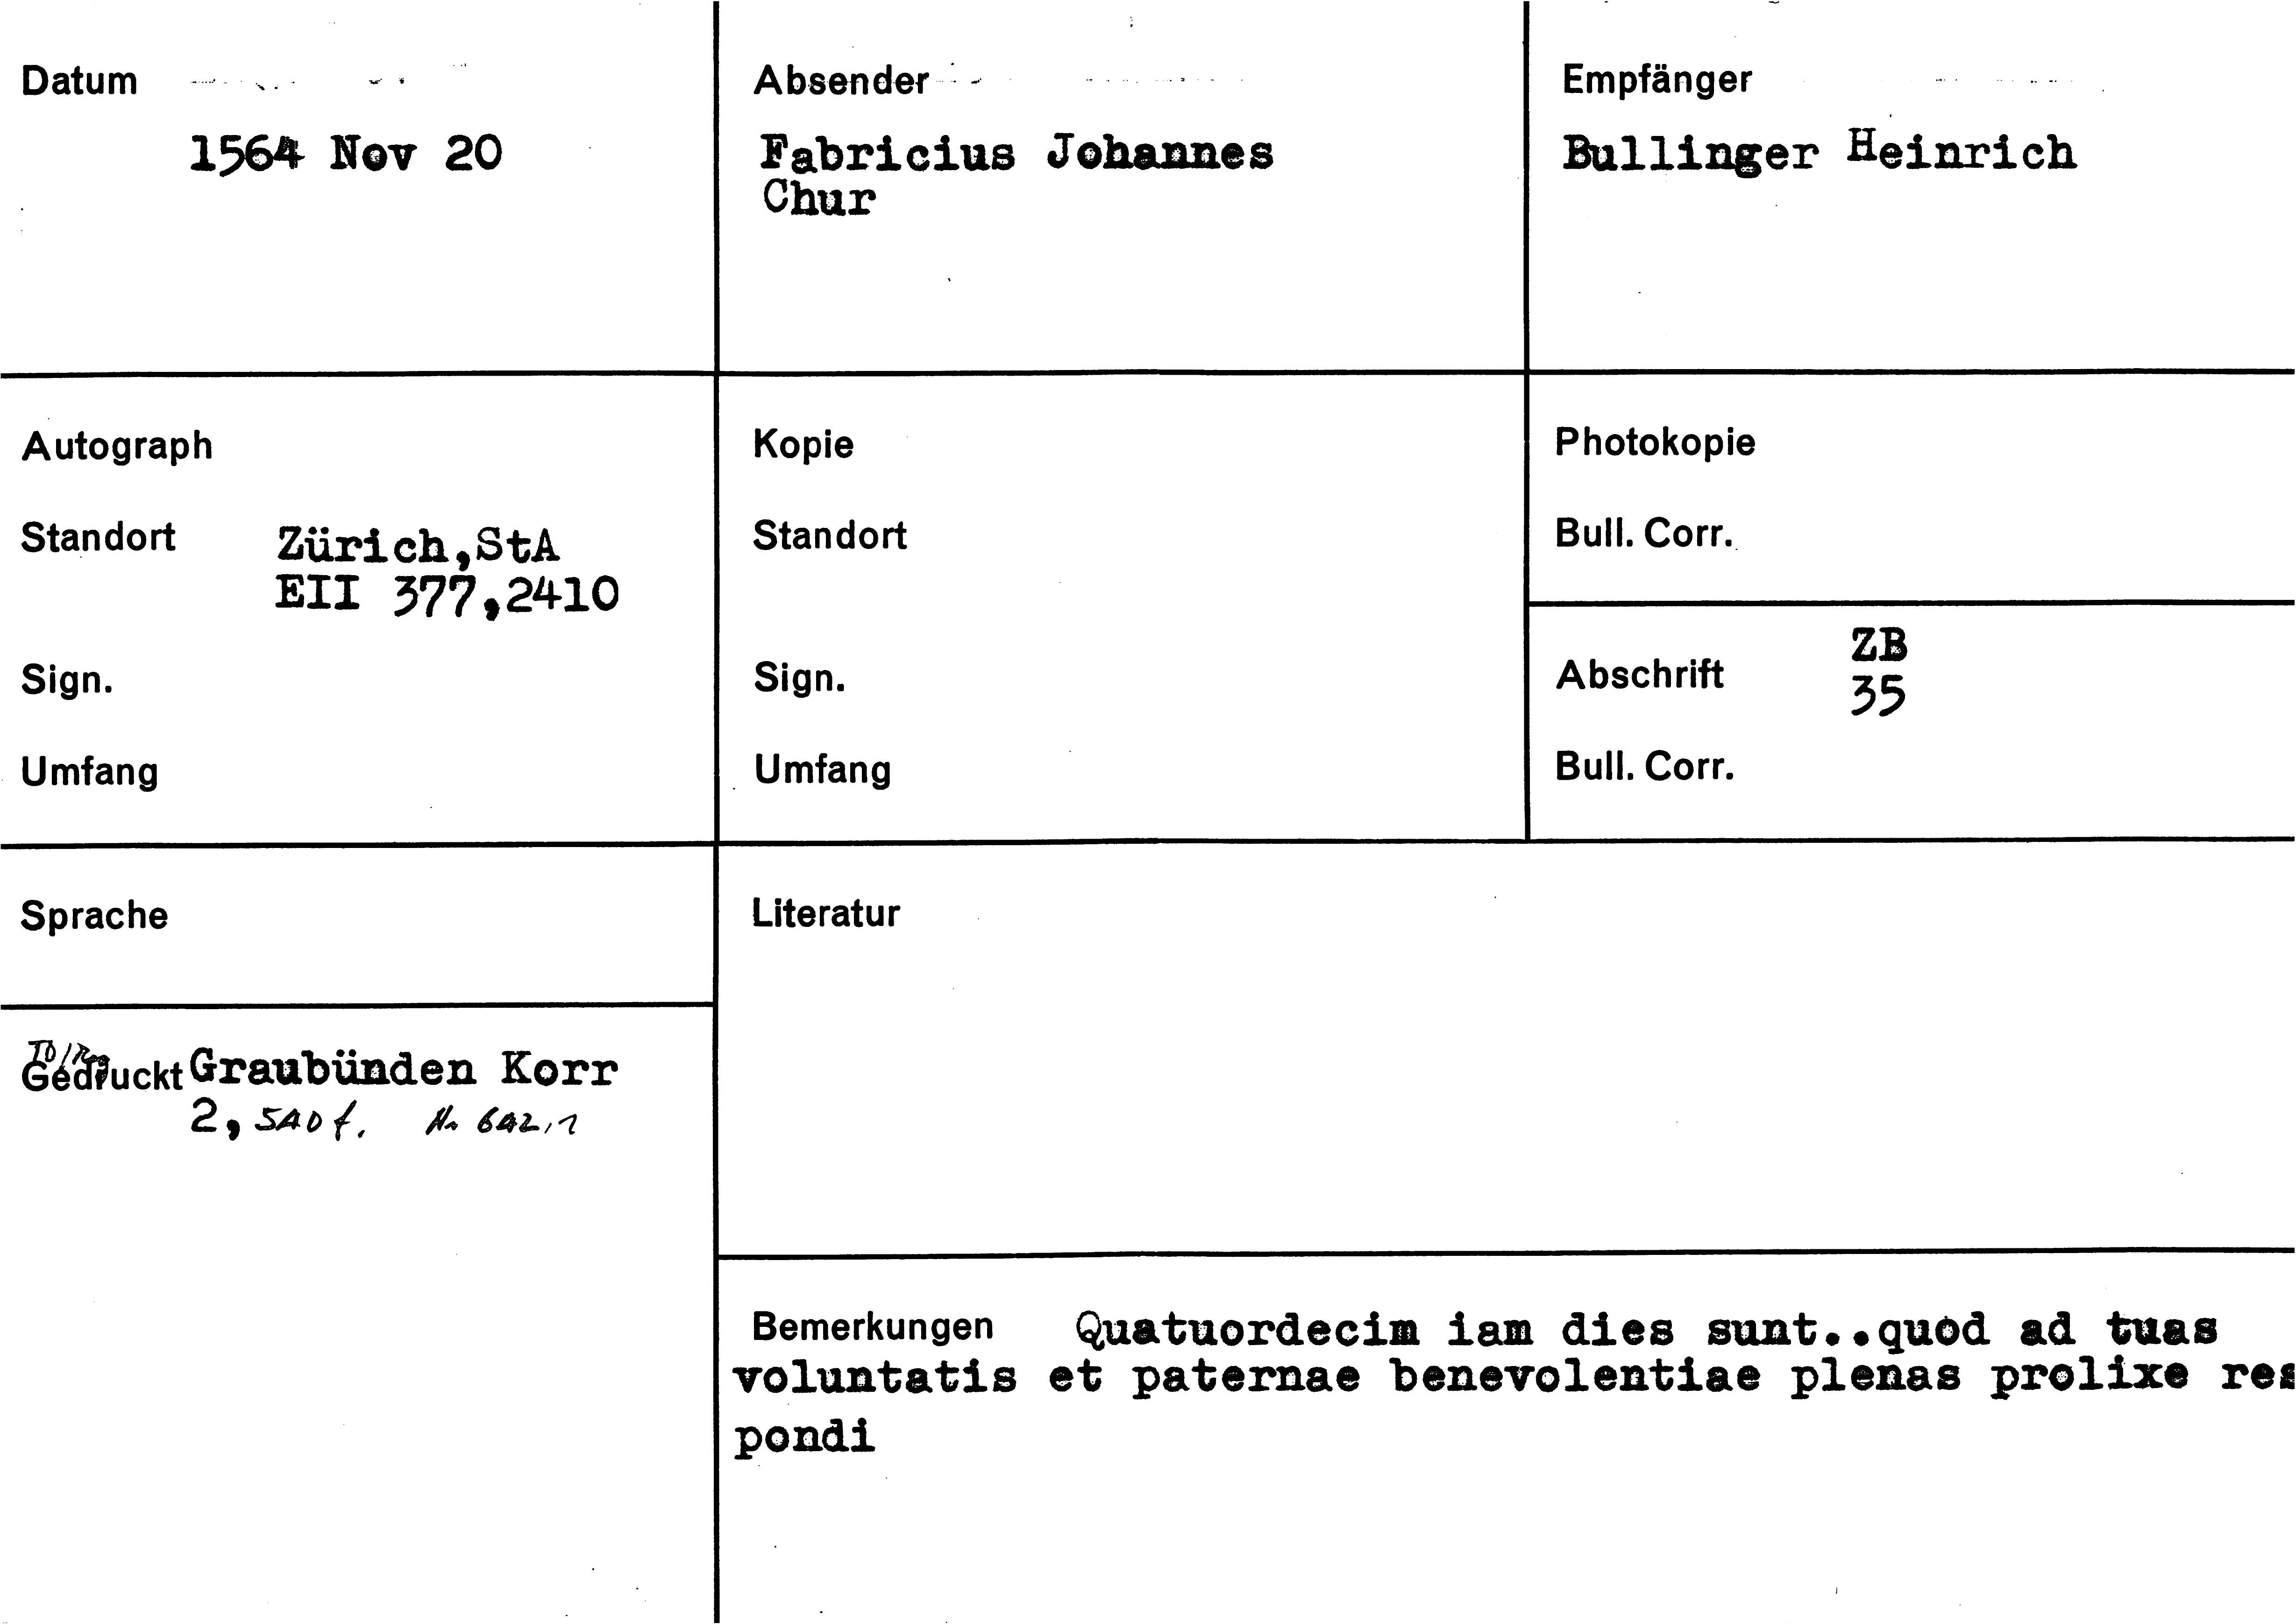 Datum
1564 Nov 20
Absender
Fabricius Johannes
Chur
Empfänger
Bullinger Heinrich
Autograph
Standort Zürich,StA
EII 377,2410
Sign.
Umfang
Kopie
Standort
Sign.
Umfang
Photokopie
Bull. Corr.
ZB
Abschrift 35
Bull. Corr.
Sprache
Literatur
Gedruckt Graubünden Korr
2, 540 f. Nr 642,1
Bemerkungen Quatuordecim iam dies sunt..quod ad tuas
voluntatis et paternae benevolentiae plenas prolixe res
pondi